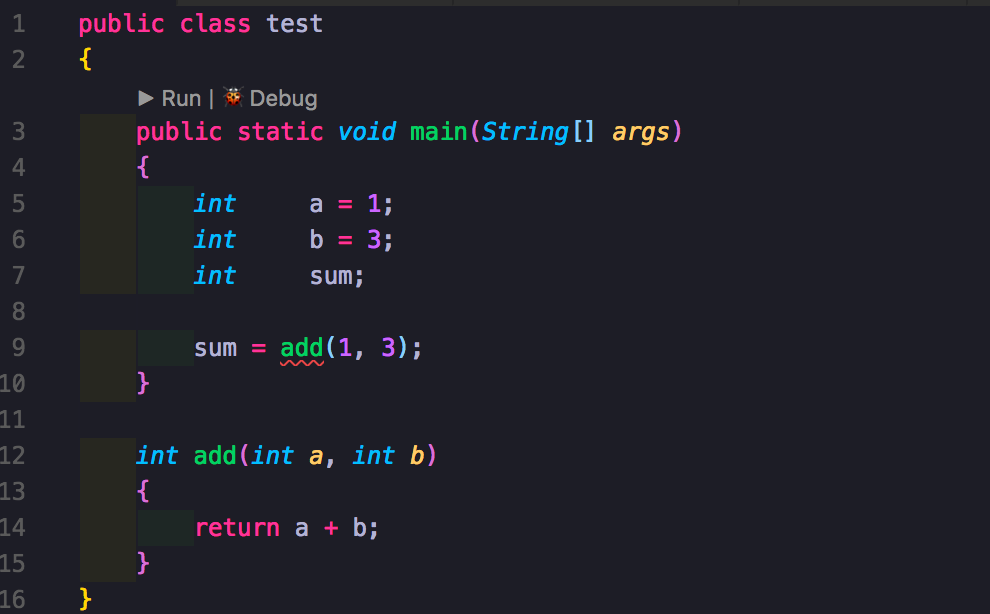 1 public class test
2 {
▶ Run | 🐞 Debug
3 public static void main(String[] args)
4 {
5 int     a = 1;
6 int     b = 3;
7 int     sum;
8
9 sum = add(1, 3);
10 }
11
12 int add(int a, int b)
13 {
14 return a + b;
15 }
16 }